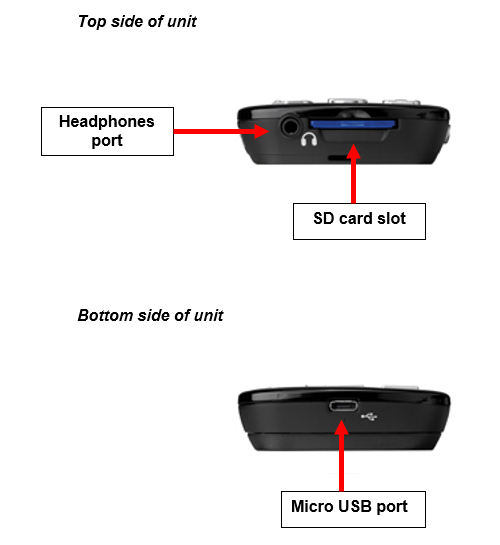 Top side of unit
Headphones
port
SD card slot
Bottom side of unit
Micro USB port